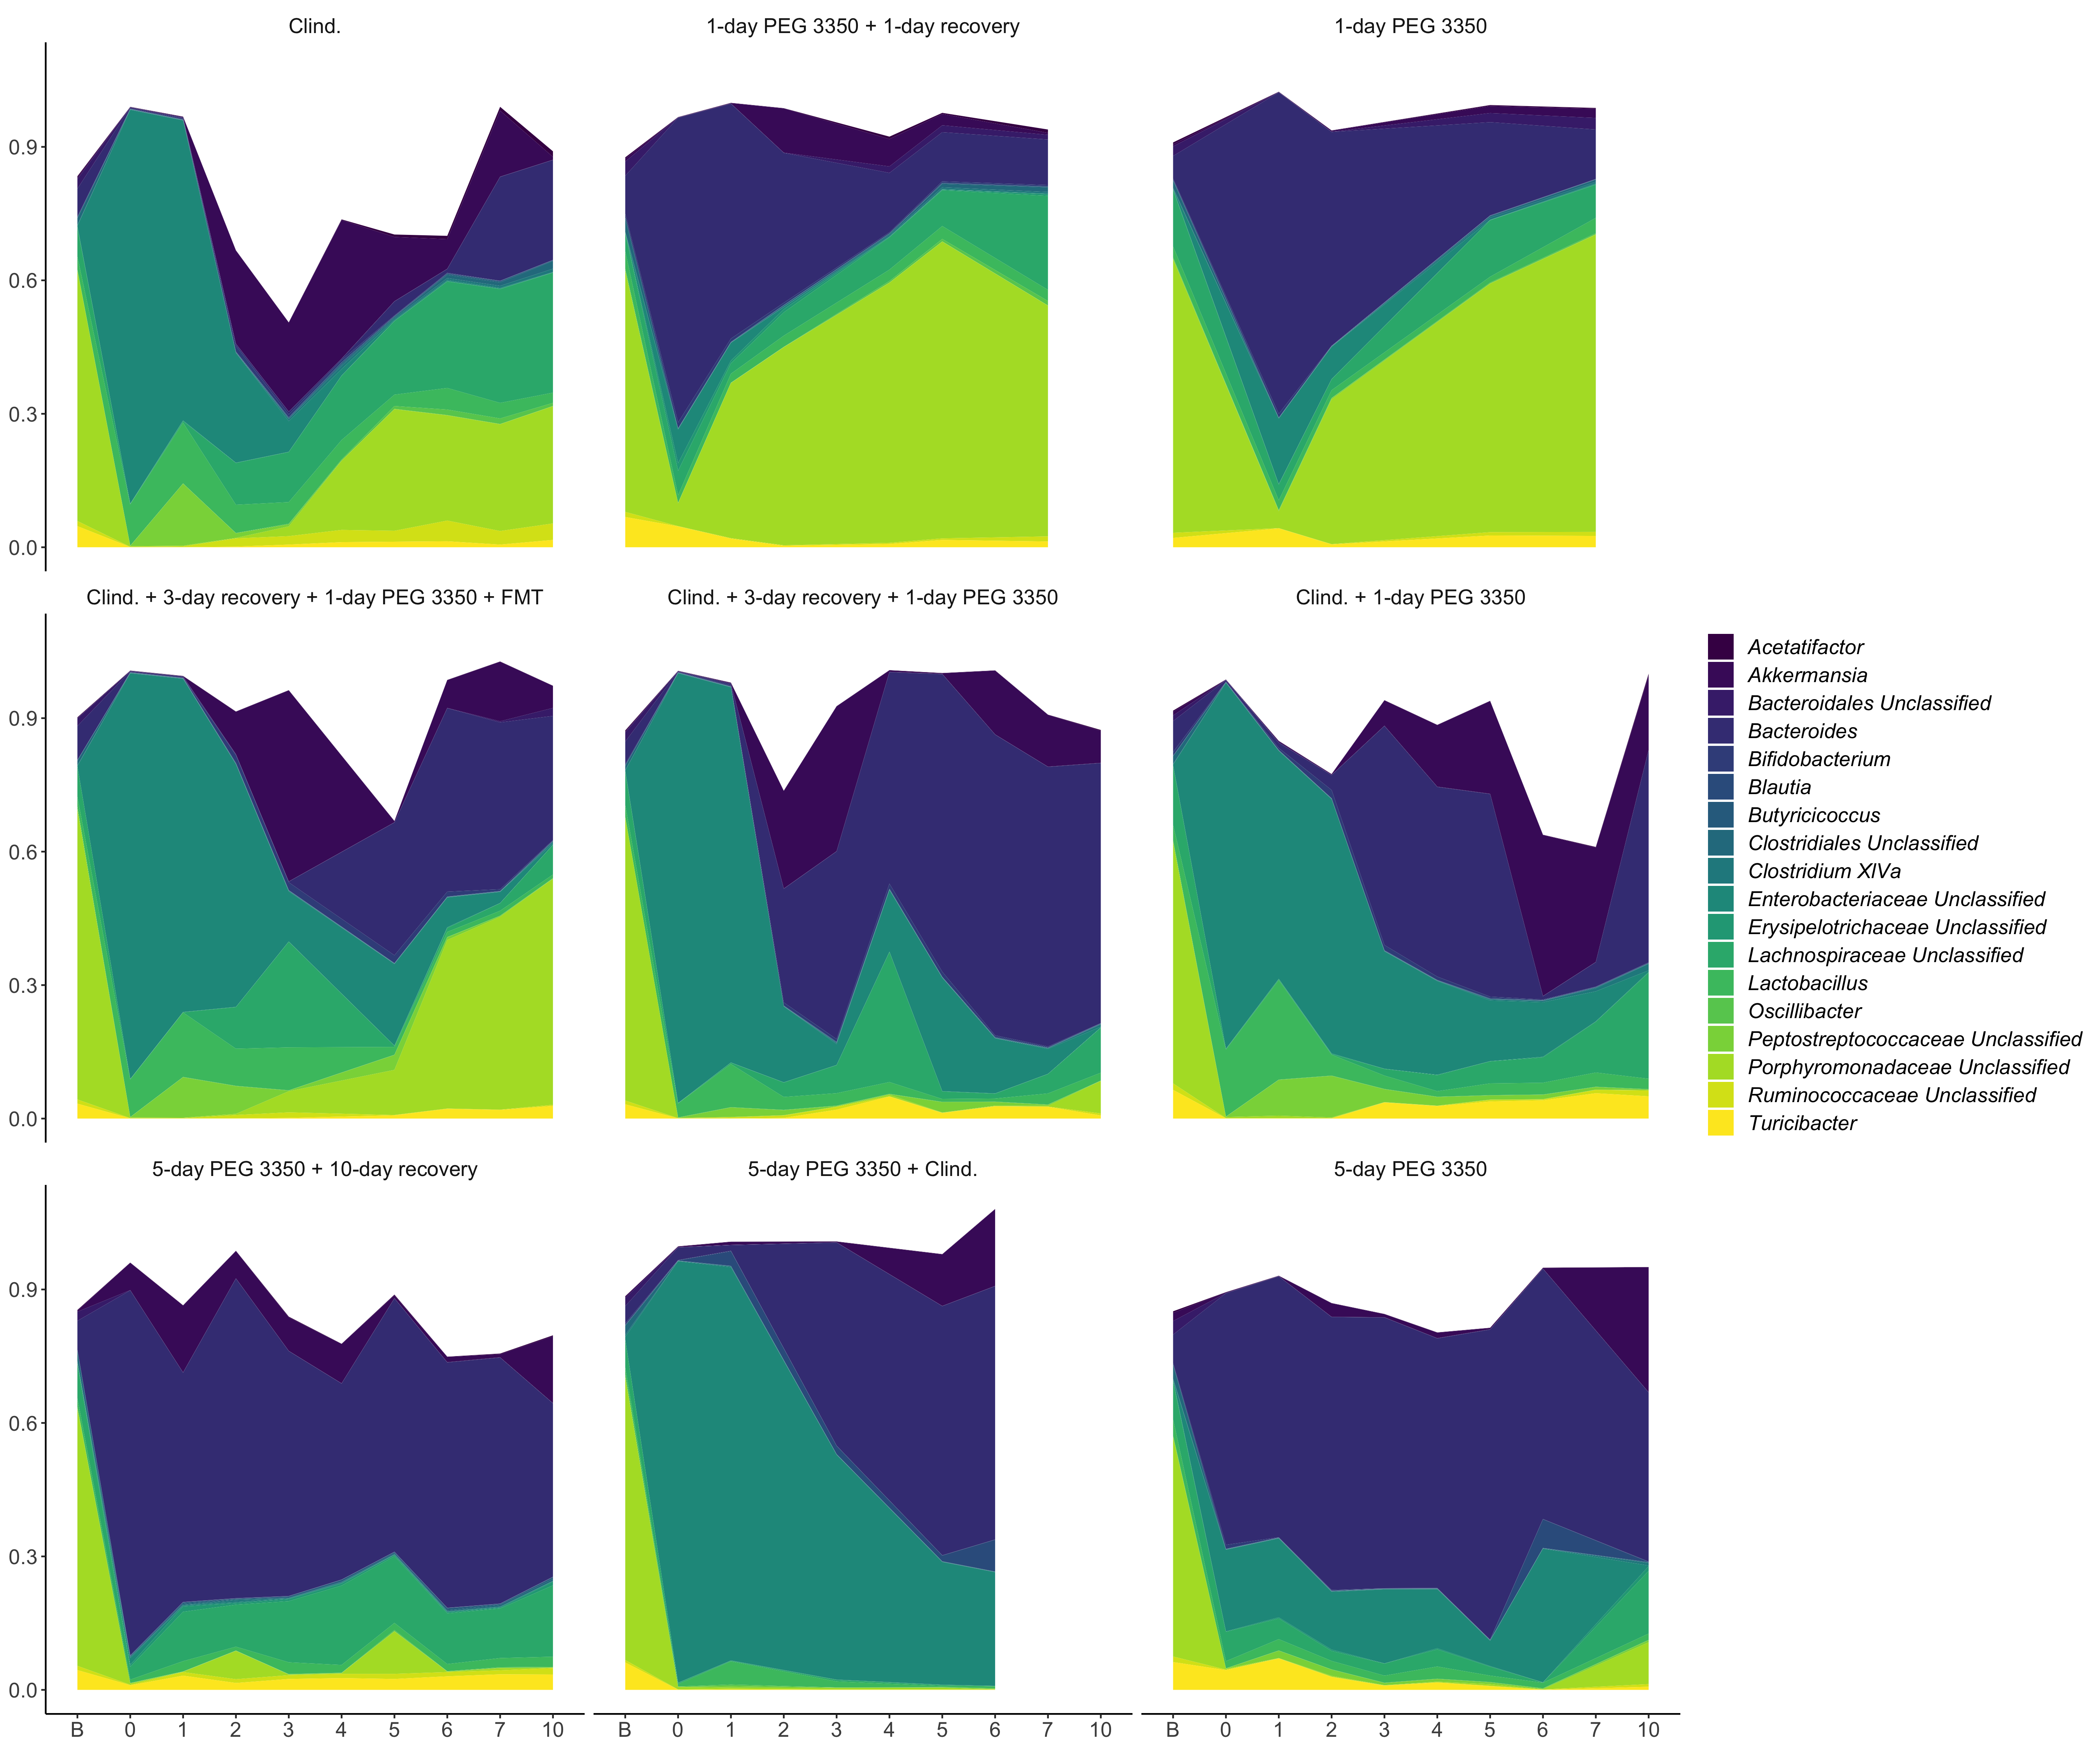 Clind.
1-day PEG 3350 + 1-day recovery
1-day PEG 3350
0.9
0.6
0.3
0.0
Clind. + 3-day recovery + 1-day PEG 3350 + FMT
Clind. + 3-day recovery + 1-day PEG 3350
Clind. + 1-day PEG 3350
0.9
0.6
0.3
0.0
Acetatifactor
Akkermansia
Bacteroidales Unclassified
Bacteroides
Bifidobacterium
Blautia
Butyricicoccus
Clostridiales Unclassified
Clostridium XIVa
Enterobacteriaceae Unclassified
Erysipelotrichaceae Unclassified
Lachnospiraceae Unclassified
Lactobacillus
Oscillibacter
Peptostreptococcaceae Unclassified
Porphyromonadaceae Unclassified
Ruminococcaceae Unclassified
Turicibacter
5-day PEG 3350 + 10-day recovery
5-day PEG 3350 + Clind.
5-day PEG 3350
0.9
0.6
0.3
0.0
B 0 1 2 3 4 5 6 7 10
B 0 1 2 3 4 5 6 7 10
B 0 1 2 3 4 5 6 7 10